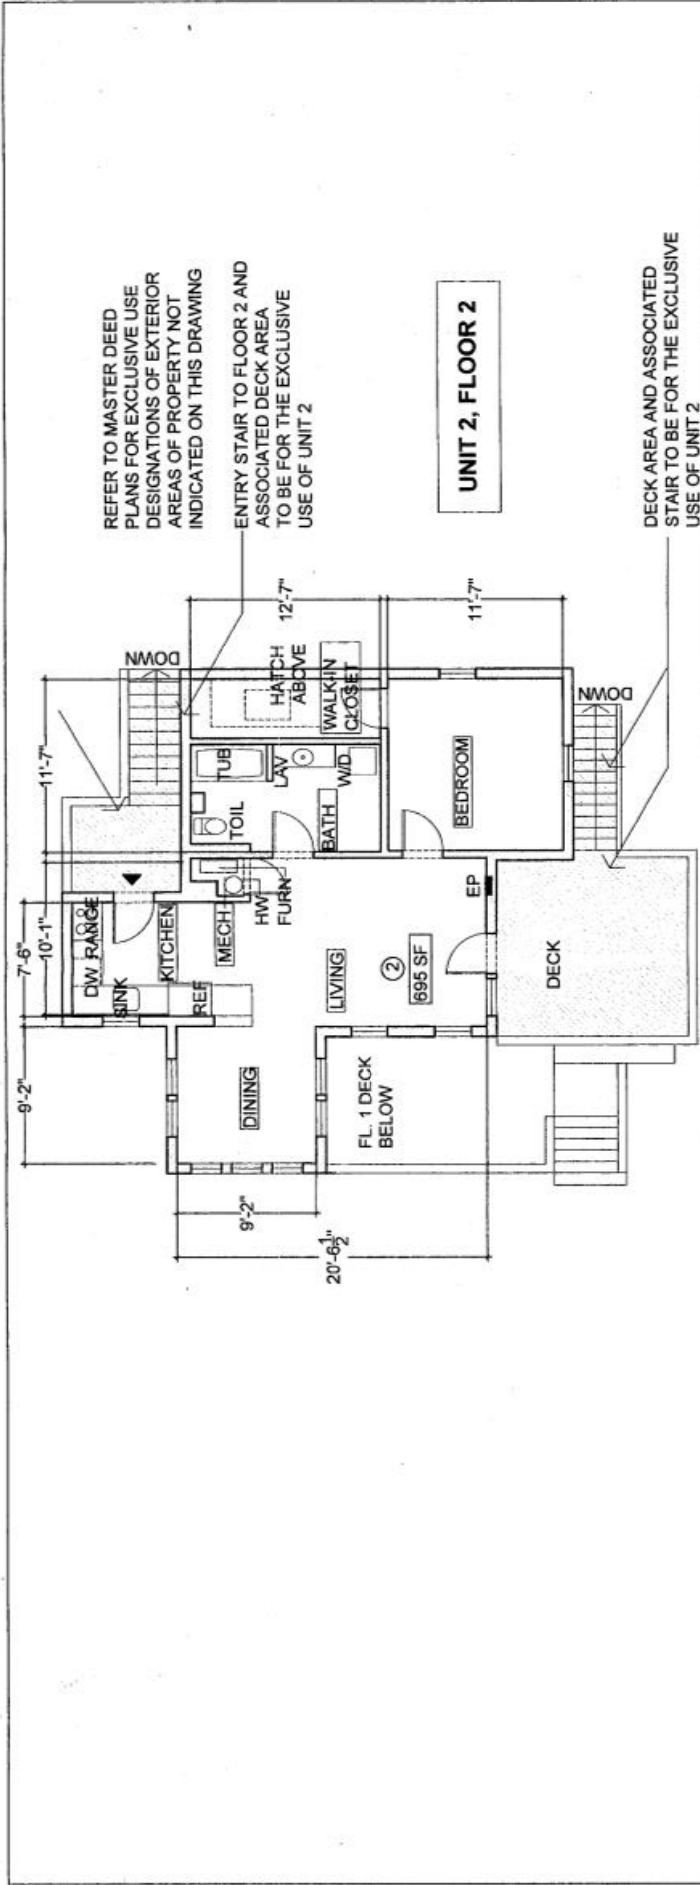 REFER TO MASTER DEED
PLANS FOR EXCLUSIVE USE
DESIGNATIONS OF EXTERIOR
AREAS OF PROPERTY NOT
INDICATED ON THIS DRAWING
ENTRY STAIR TO FLOOR 2 AND
ASSOCIATED DECK AREA
TO BE FOR THE EXCLUSIVE
USE OF UNIT 2
UNIT 2, FLOOR 2
DECK AREA AND ASSOCIATED
STAIR TO BE FOR THE EXCLUSIVE
USE OF UNIT 2
9'-2"
7'-6"
10'-1"
11'-7"
DOWN
DW
RANGE
SINK
KITCHEN
REF
MECH
HW
FURN
TOIL
TUB
LAV
BATH
W/D
HATCH
ABOVE
WALK-IN
CLOSET
12'-7"
11'-7"
DINING
LIVING
2
695 SF
BEDROOM
EP
DECK
DOWN
FL. 1 DECK
BELOW
9'-2"
20'-6 1/2"